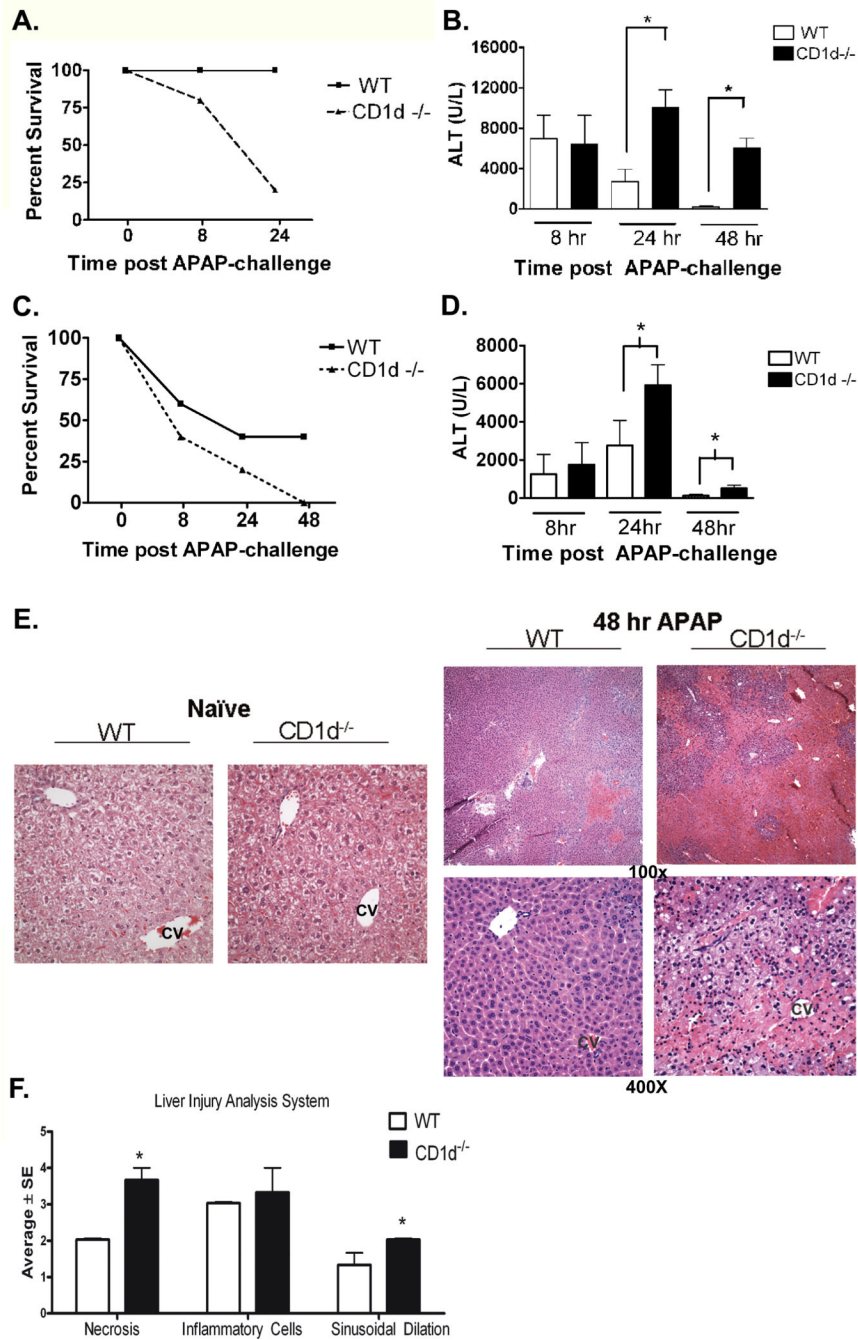 A.
Percent Survival
100
75
50
25
0
0 8 24
Time post APAP-challenge
WT
CD1d -/-
B.
ALT (U/L)
16000
12000
8000
4000
0
8 hr 24 hr 48 hr
Time post APAP-challenge
* *
WT
CD1d-/-
C.
Percent Survival
100
75
50
25
0
0 8 24 48
Time post APAP-challenge
WT
CD1d -/-
D.
ALT (U/L)
8000
6000
4000
2000
0
8hr 24hr 48hr
Time post APAP-challenge
* *
WT
CD1d -/-
E.
Naïve
WT CD1d-/-
CV CV
48 hr APAP
WT CD1d-/-
100x
CV CV
400X
F.
Liver Injury Analysis System
WT
CD1d-/-
Average ± SE
5
4
3
2
1
0
* *
Necrosis Inflammatory Cells Sinusoidal Dilation